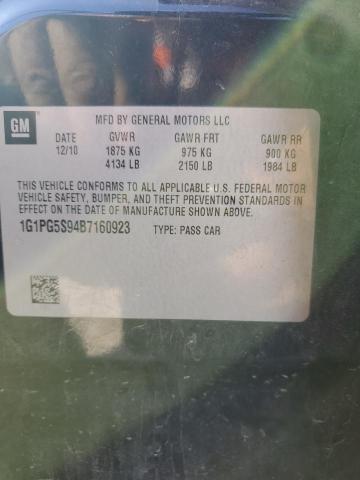 GM
MFD BY GENERAL MOTORS LLC
DATE GVWR GAWR FRT GAWR RR
12/10 1875 KG 975 KG 900 KG
4134 LB 2150 LB 1984 LB
THIS VEHICLE CONFORMS TO ALL APPLICABLE U.S. FEDERAL MOTOR
VEHICLE SAFETY, BUMPER, AND THEFT PREVENTION STANDARDS IN
EFFECT ON THE DATE OF MANUFACTURE SHOWN ABOVE.
1G1PG5S94B7160923 TYPE: PASS CAR